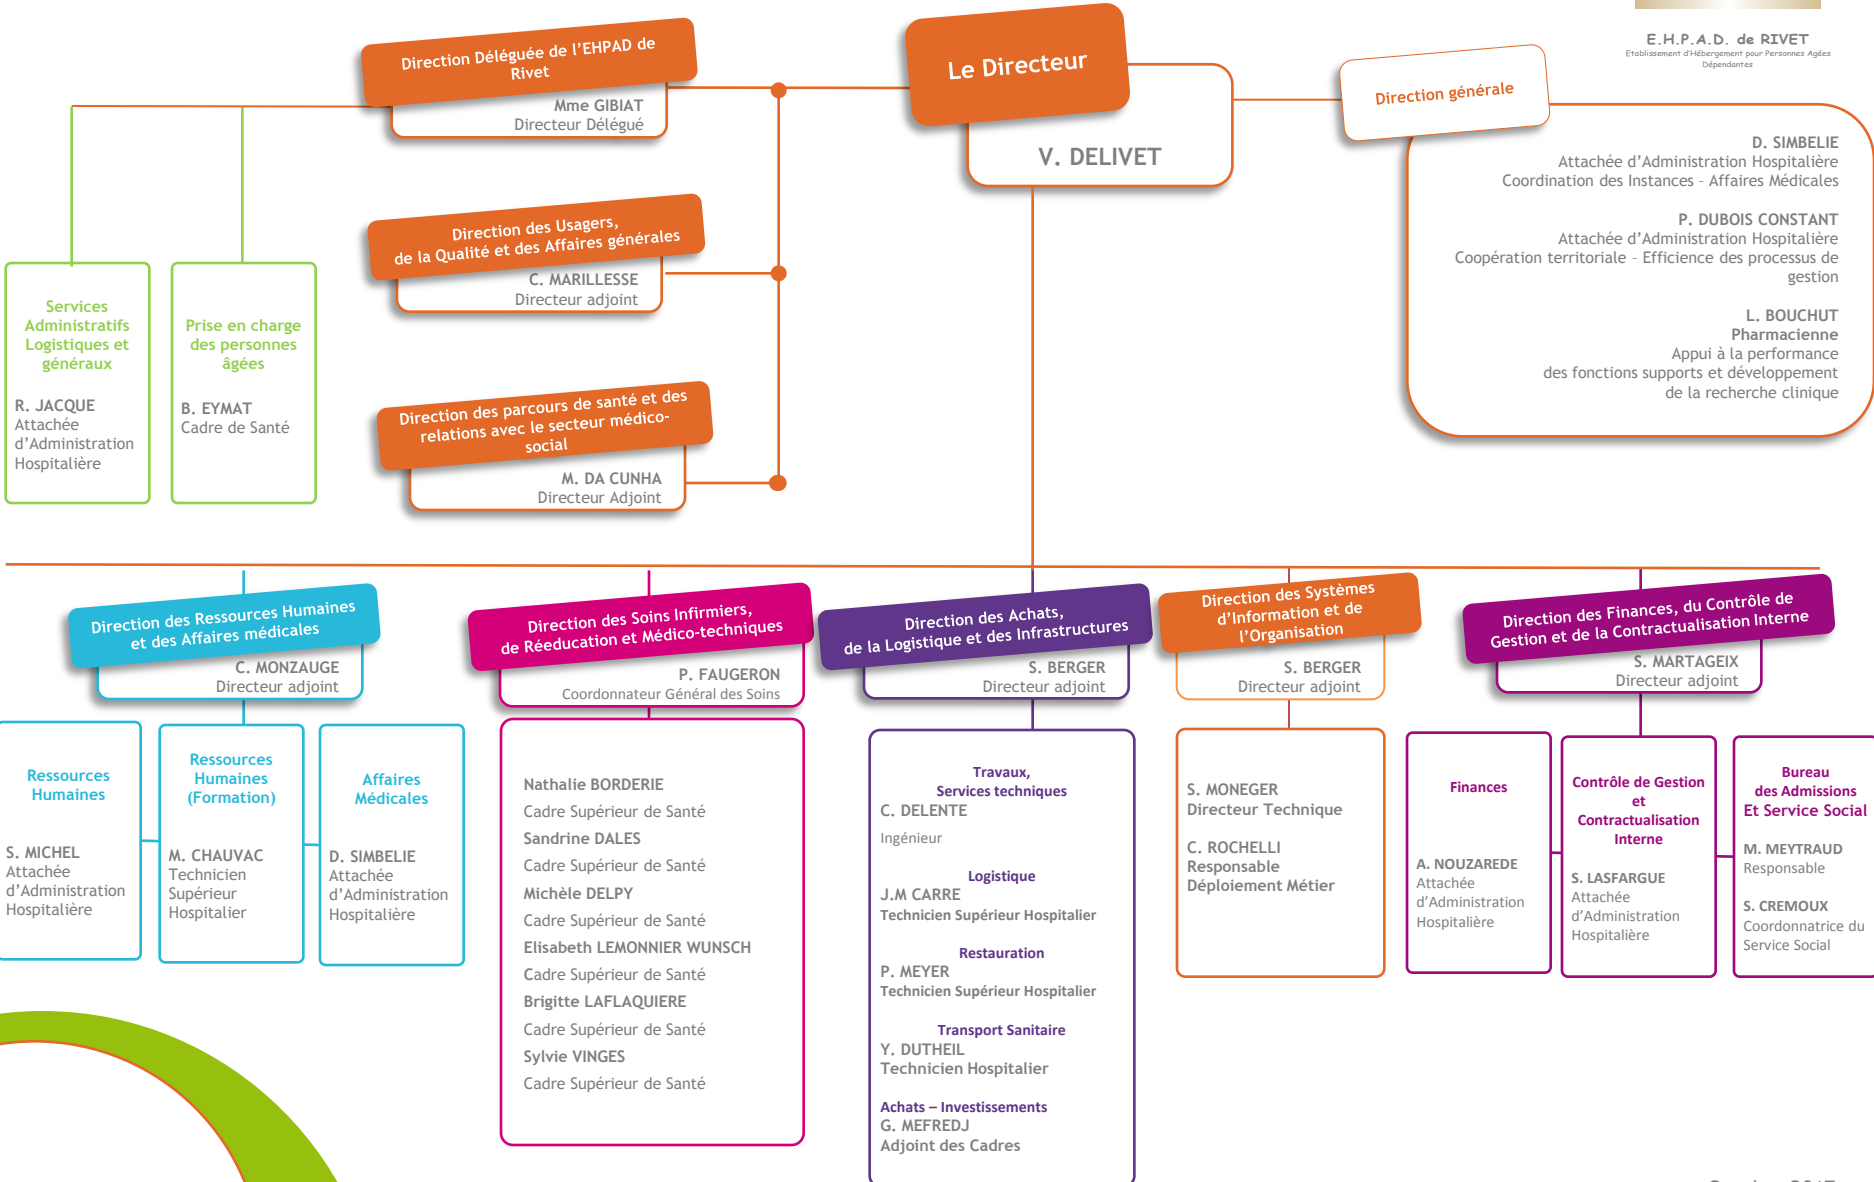 E.H.P.A.D. de RIVET
Etablissement d'Hébergement pour Personnes Agées
Dépendantes
Direction Déléguée de l'EHPAD de
Rivet
Mme GIBIAT
Directeur Délégué
Le Directeur
V. DELIVET
Direction générale
D. SIMBELIE
Attachée d'Administration Hospitalière
Coordination des Instances – Affaires Médicales
P. DUBOIS CONSTANT
Attachée d'Administration Hospitalière
Coopération territoriale – Efficience des processus de
gestion
L. BOUCHUT
Pharmacienne
Appui à la performance
des fonctions supports et développement
de la recherche clinique
Direction des Usagers,
de la Qualité et des Affaires générales
C. MARILLESSE
Directeur adjoint
Direction des parcours de santé et des
relations avec le secteur médico-
social
M. DA CUNHA
Directeur Adjoint
Services
Administratifs
Logistiques et
généraux
R. JACQUE
Attachée
d'Administration
Hospitalière
Prise en charge
des personnes
âgées
B. EYMAT
Cadre de Santé
Direction des Ressources Humaines
et des Affaires médicales
C. MONZAUGE
Directeur adjoint
Ressources
Humaines
S. MICHEL
Attachée
d'Administration
Hospitalière
Ressources
Humaines
(Formation)
M. CHAUVAC
Technicien
Supérieur
Hospitalier
Affaires
Médicales
D. SIMBELIE
Attachée
d'Administration
Hospitalière
Direction des Soins Infirmiers,
de Réeducation et Médico-techniques
P. FAUGERON
Coordonnateur Général des Soins
Nathalie BORDERIE
Cadre Supérieur de Santé
Sandrine DALES
Cadre Supérieur de Santé
Michèle DELPY
Cadre Supérieur de Santé
Elisabeth LEMONNIER WUNSCH
Cadre Supérieur de Santé
Brigitte LAFLAQUIERE
Cadre Supérieur de Santé
Sylvie VINGES
Cadre Supérieur de Santé
Direction des Achats,
de la Logistique et des Infrastructures
S. BERGER
Directeur adjoint
Travaux,
Services techniques
C. DELENTE
Ingénieur
Logistique
J.M CARRE
Technicien Supérieur Hospitalier
Restauration
P. MEYER
Technicien Supérieur Hospitalier
Transport Sanitaire
Y. DUTHEIL
Technicien Hospitalier
Achats – Investissements
G. MEFREDJ
Adjoint des Cadres
Direction des Systèmes
d'Information et de
l'Organisation
S. BERGER
Directeur adjoint
S. MONEGER
Directeur Technique
C. ROCHELLI
Responsable
Déploiement Métier
Direction des Finances, du Contrôle de
Gestion et de la Contractualisation Interne
S. MARTAGEIX
Directeur adjoint
Finances
A. NOUZAREDE
Attachée
d'Administration
Hospitalière
Contrôle de Gestion
et
Contractualisation
Interne
S. LASFARGUE
Attachée
d'Administration
Hospitalière
Bureau
des Admissions
Et Service Social
M. MEYTRAUD
Responsable
S. CREMOUX
Coordonnatrice du
Service Social